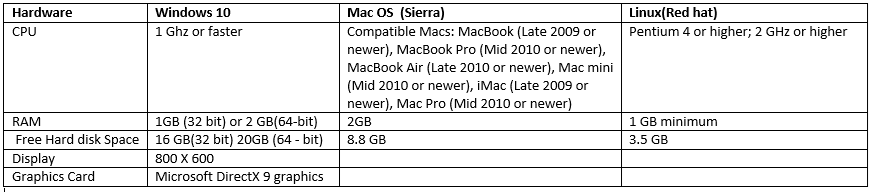 Hardware Windows 10 Mac OS (Sierra) Linux(Red hat)
CPU 1 Ghz or faster Compatible Macs: MacBook (Late 2009 or Pentium 4 or higher; 2 GHz or higher
newer), MacBook Pro (Mid 2010 or newer),
MacBook Air (Late 2010 or newer), Mac mini
(Mid 2010 or newer), iMac (Late 2009 or
newer), Mac Pro (Mid 2010 or newer)
RAM 1GB (32 bit) or 2 GB(64-bit) 2GB 1 GB minimum
Free Hard disk Space 16 GB(32 bit) 20GB (64 - bit) 8.8 GB 3.5 GB
Display 800 X 600
Graphics Card Microsoft DirectX 9 graphics